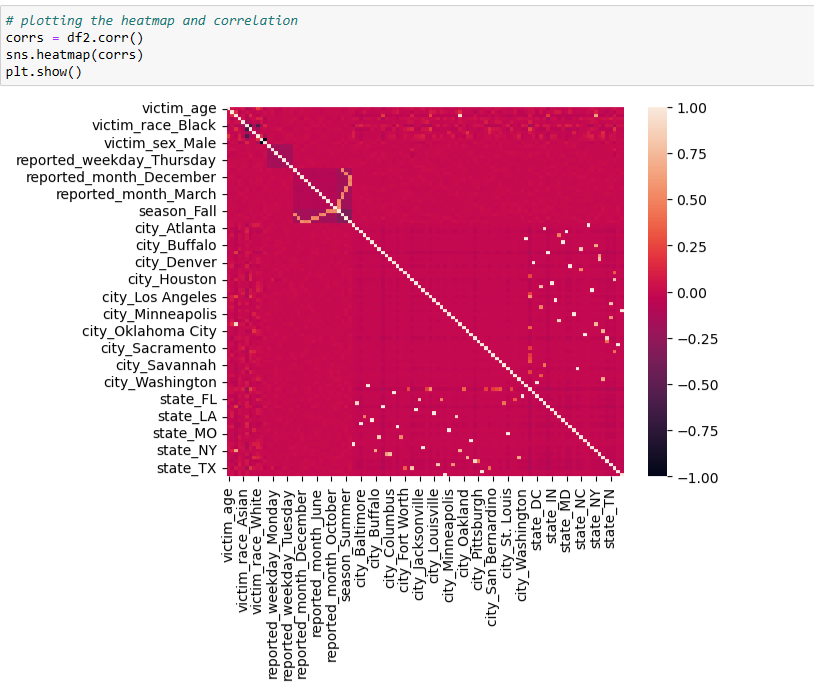 # plotting the heatmap and correlation
corrs = df2.corr()
sns.heatmap(corrs)
plt.show()
victim_age
victim_race_Black
victim_sex_Male
reported_weekday_Thursday
reported_month_December
reported_month_March
season_Fall
city_Atlanta
city_Buffalo
city_Denver
city_Houston
city_Los Angeles
city_Minneapolis
city_Oklahoma City
city_Sacramento
city_Savannah
city_Washington
state_FL
state_LA
state_MO
state_NY
state_TX
1.00
0.75
0.50
0.25
0.00
−0.25
−0.50
−0.75
−1.00
victim_age
victim_race_Asian
victim_race_White
reported_weekday_Monday
reported_weekday_Tuesday
reported_month_December
reported_month_June
reported_month_October
season_Summer
city_Baltimore
city_Buffalo
city_Columbus
city_Fort Worth
city_Jacksonville
city_Louisville
city_Minneapolis
city_Oakland
city_Pittsburgh
city_San Bernardino
city_St. Louis
city_Washington
state_DC
state_IN
state_MD
state_NC
state_NY
state_TN